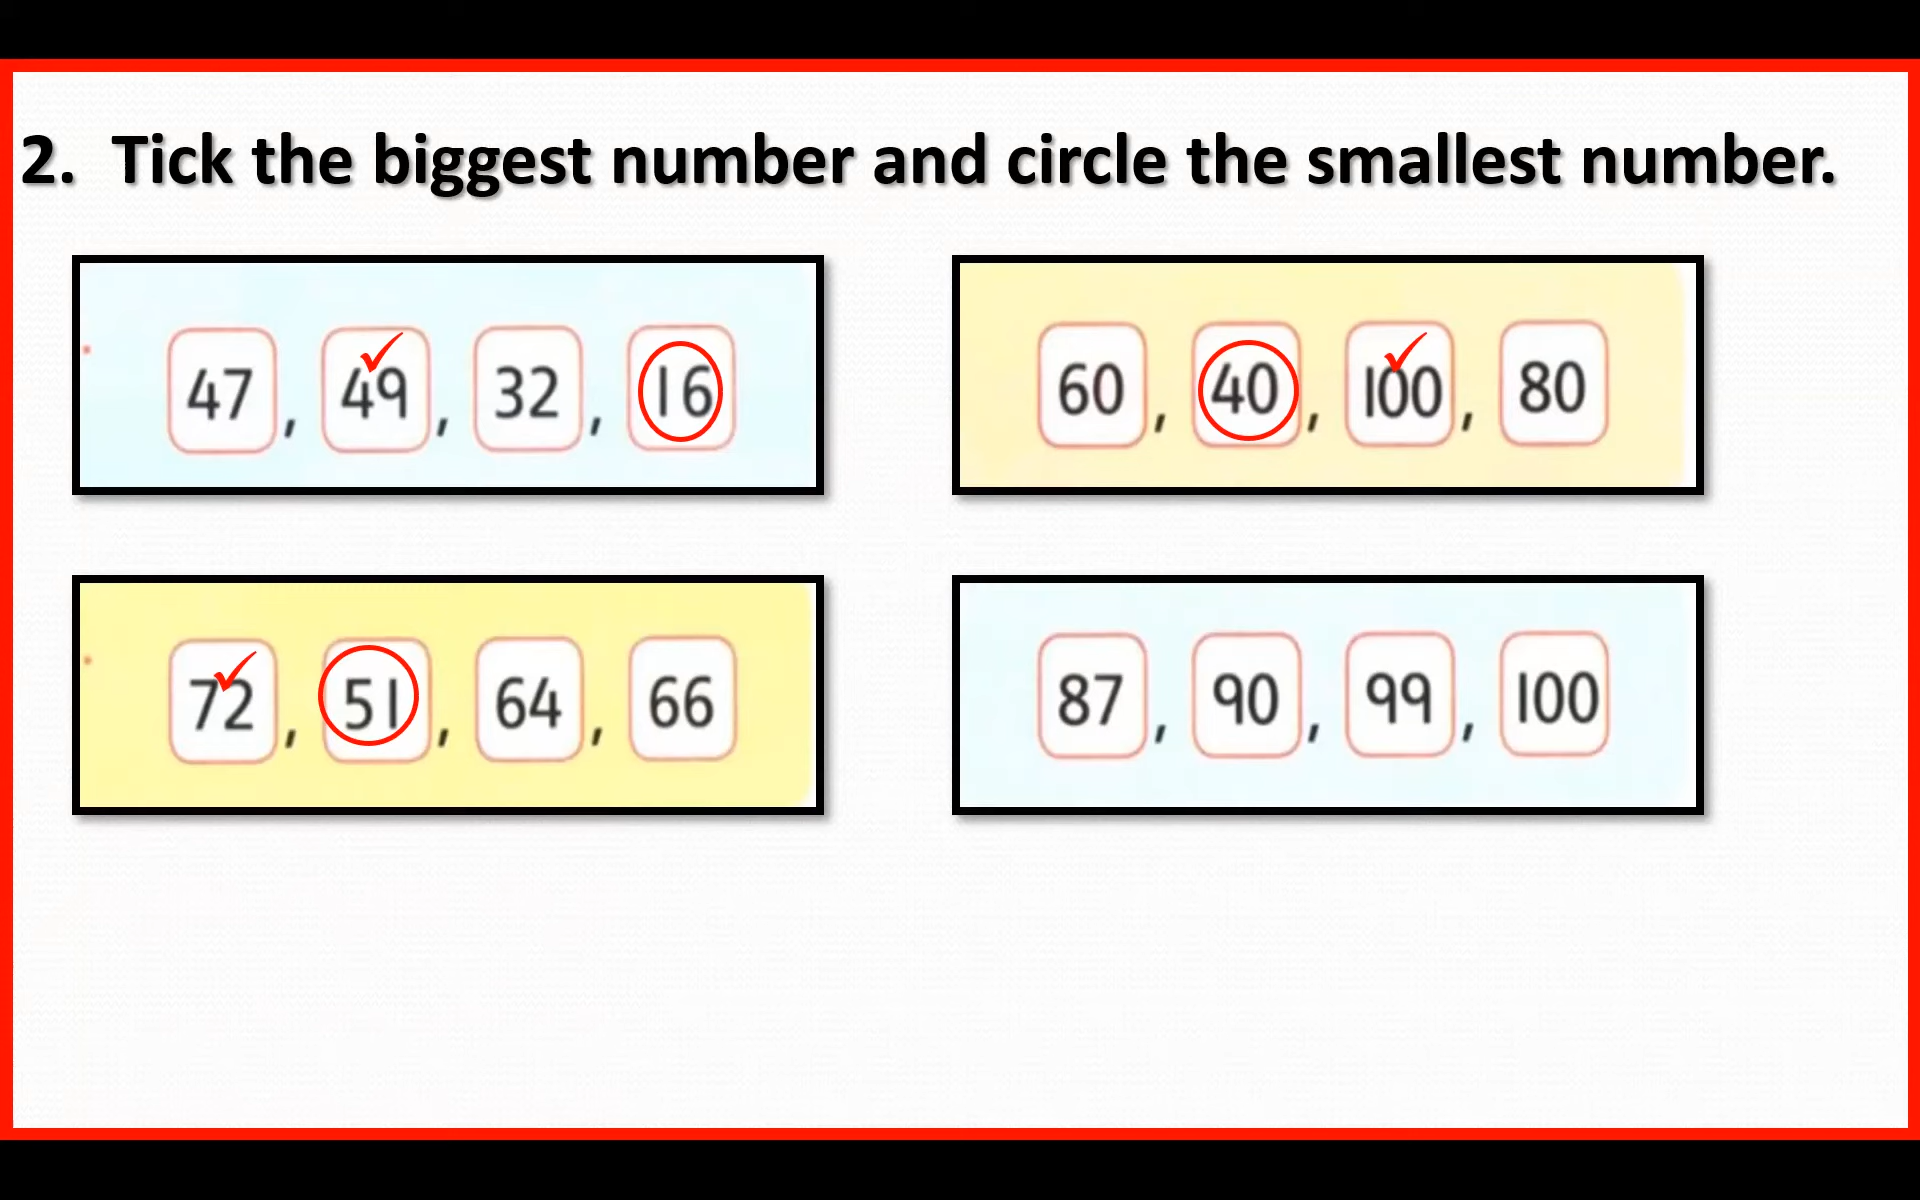 2. Tick the biggest number and circle the smallest number.
47, 49, 32, 16
60, 40, 100, 80
72, 51, 64, 66
87, 90, 99, 100